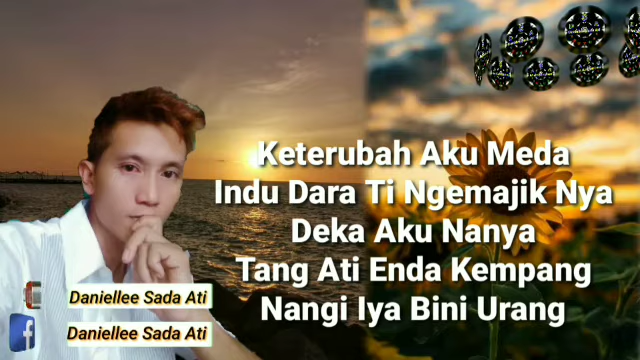 Keterubah Aku Meda
Indu Dara Ti Ngemajik Nya
Deka Aku Nanya
Tang Ati Enda Kempang
Nangi Iya Bini Urang
Daniellee Sada Ati
Daniellee Sada Ati